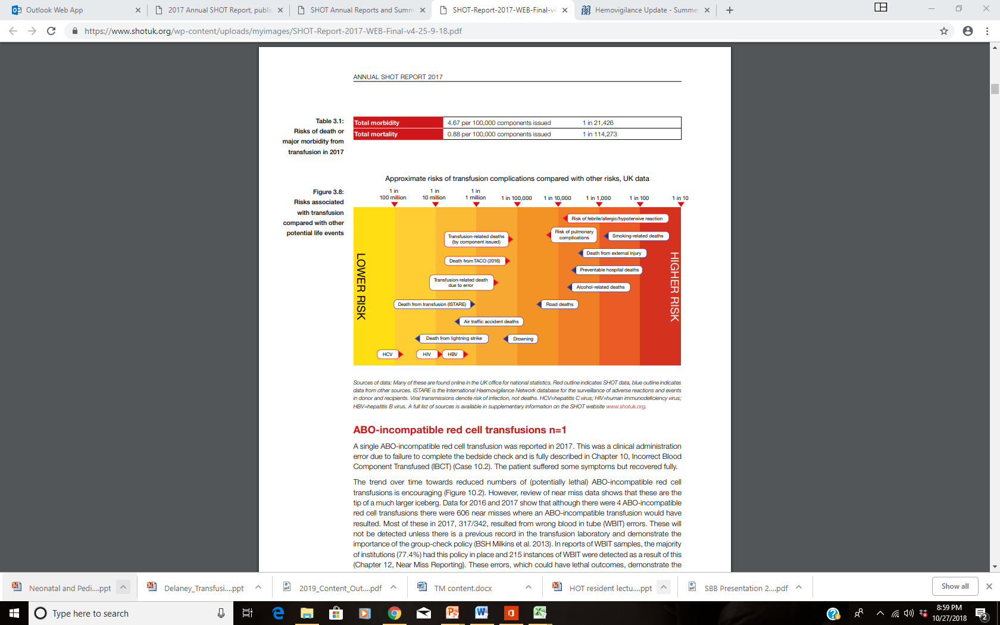 Outlook Web App
2017 Annual SHOT Report, publis
SHOT Annual Reports and Summ
SHOT-Report-2017-WEB-Final-v4
Hemovigilance Update - Summe
https://www.shotuk.org/wp-content/uploads/myimages/SHOT-Report-2017-WEB-Final-v4-25-9-18.pdf
ANNUAL SHOT REPORT 2017
Table 3.1:
Risks of death or
major morbidity from
transfusion in 2017
Total morbidity 4.67 per 100,000 components issued 1 in 21,426
Total mortality 0.88 per 100,000 components issued 1 in 114,273
Approximate risks of transfusion complications compared with other risks, UK data
Figure 3.8:
Risks associated
with transfusion
compared with other
potential life events
1 in
100 million
1 in
10 million
1 in
1 million
1 in 100,000
1 in 10,000
1 in 1,000
1 in 100
1 in 10
LOWER RISK
HIGHER RISK
Risk of febrile/allergic/hypotensive reaction
Transfusion-related deaths
(by component issued)
Risk of pulmonary
complications
Smoking-related deaths
Death from external injury
Death from TACO (2016)
Preventable hospital deaths
Transfusion-related death
due to error
Alcohol-related deaths
Death from transfusion (ISTARE)
Road deaths
Air traffic accident deaths
Death from lightning strike
Drowning
HCV
HIV
HBV
Sources of data: Many of these are found online in the UK office for national statistics. Red outline indicates SHOT data, blue outline indicates
data from other sources. ISTARE is the International Haemovigilance Network database for the surveillance of adverse reactions and events
in donor and recipients. Viral transmissions denote risk of infection, not deaths. HCV=hepatitis C virus; HIV=human immunodeficiency virus;
HBV=hepatitis B virus. A full list of sources is available in supplementary information on the SHOT website www.shotuk.org.
ABO-incompatible red cell transfusions n=1
A single ABO-incompatible red cell transfusion was reported in 2017. This was a clinical administration
error due to failure to complete the bedside check and is fully described in Chapter 10, Incorrect Blood
Component Transfused (IBCT) (Case 10.2). The patient suffered some symptoms but recovered fully.
The trend over time towards reduced numbers of (potentially lethal) ABO-incompatible red cell
transfusions is encouraging (Figure 10.2). However, review of near miss data shows that these are the
tip of a much larger iceberg. Data for 2016 and 2017 show that although there were 4 ABO-incompatible
red cell transfusions there were 606 near misses where an ABO-incompatible transfusion would have
resulted. Most of these in 2017, 317/342, resulted from wrong blood in tube (WBIT) errors. These will
not be detected unless there is a previous record in the transfusion laboratory and demonstrate the
importance of the group-check policy (BSH Milkins et al. 2013). In reports of WBIT samples, the majority
of institutions (77.4%) had this policy in place and 215 instances of WBIT were detected as a result of this
(Chapter 12, Near Miss Reporting). These errors, which could have lethal outcomes, demonstrate the
Neonatal and Pedi....ppt
Delaney_Transfusi....ppt
2019_Content_Out....pdf
TM content.docx
HOT resident lectu....ppt
SBB Presentation 2....pdf
Show all
Type here to search
8:59 PM
10/27/2018
2